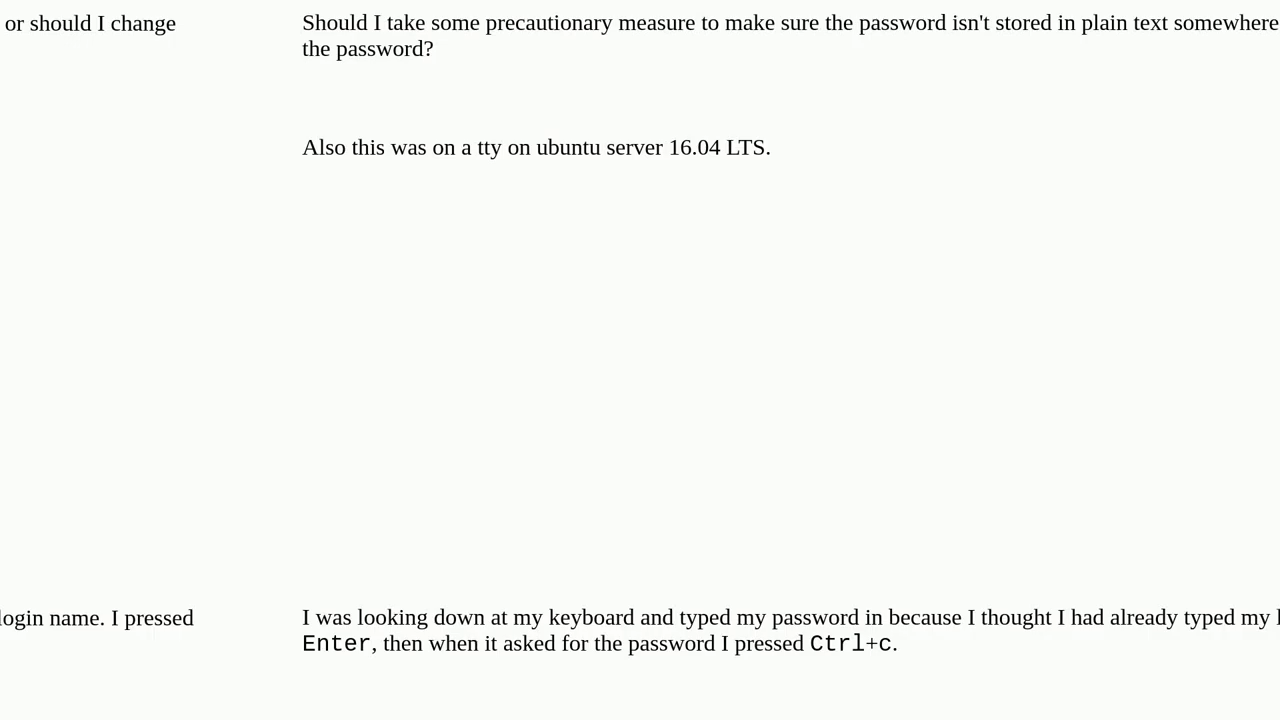 or should I change
Should I take some precautionary measure to make sure the password isn't stored in plain text somewhere
the password?
Also this was on a tty on ubuntu server 16.04 LTS.
login name. I pressed
I was looking down at my keyboard and typed my password in because I thought I had already typed my
Enter, then when it asked for the password I pressed Ctrl+c.